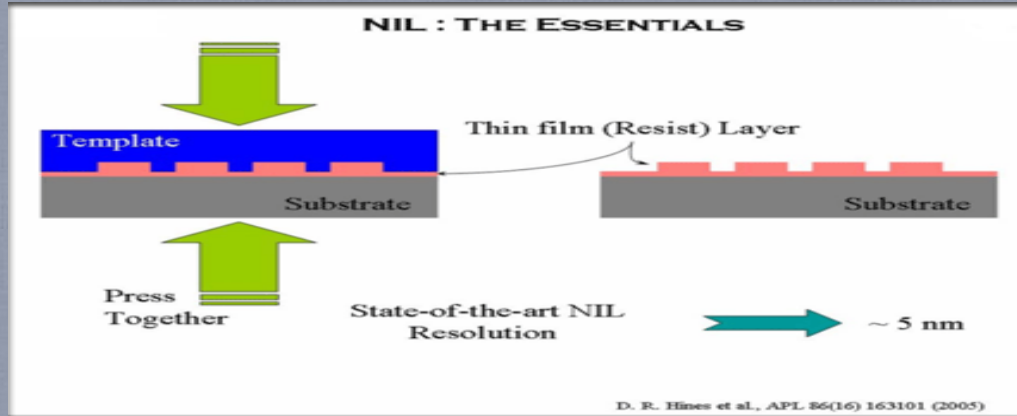 NIL : THE ESSENTIALS
Template
Thin film (Resist) Layer
Substrate
Substrate
Press
Together
State-of-the-art NIL
Resolution
~ 5 nm
D. R. Hines et al., APL 86(16) 163101 (2005)